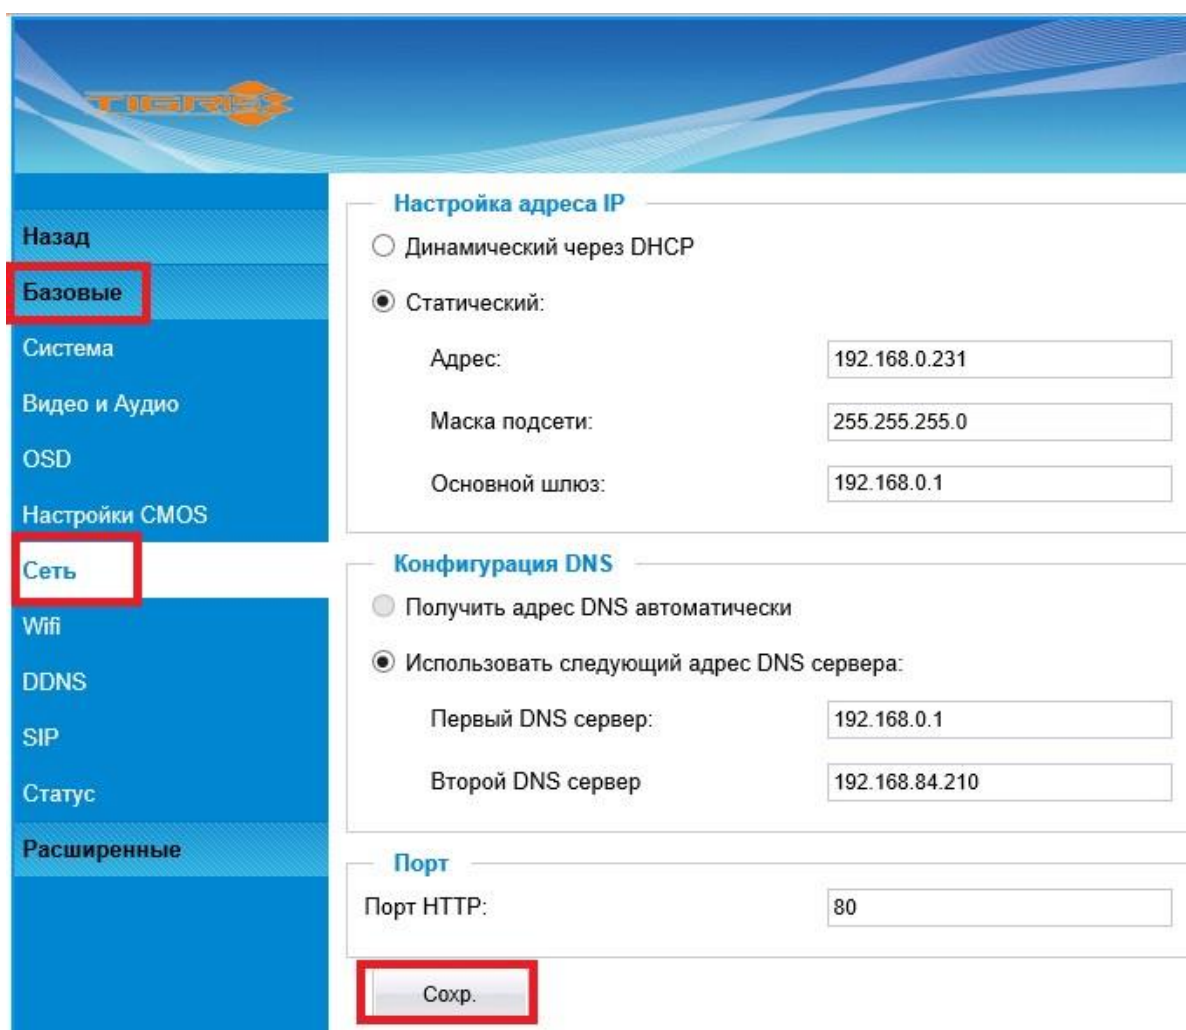 TIGREX
Назад
Базовые
Система
Видео и Аудио
OSD
Настройки CMOS
Сеть
Wifi
DDNS
SIP
Статус
Расширенные
Настройка адреса IP
Динамический через DHCP
Статический:
Адрес: 192.168.0.231
Маска подсети: 255.255.255.0
Основной шлюз: 192.168.0.1
Конфигурация DNS
Получить адрес DNS автоматически
Использовать следующий адрес DNS сервера:
Первый DNS сервер: 192.168.0.1
Второй DNS сервер 192.168.84.210
Порт
Порт HTTP: 80
Сохр.